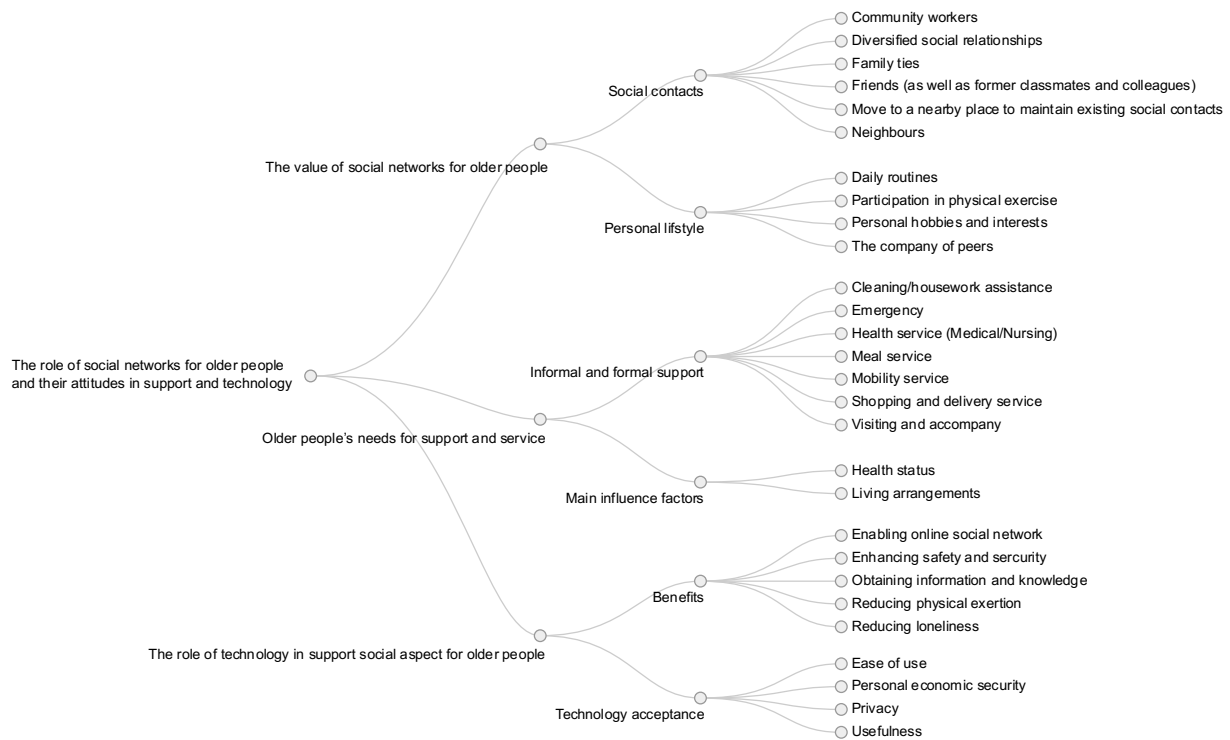 The role of social networks for older people
and their attitudes in support and technology
The value of social networks for older people
Social contacts
Community workers
Diversified social relationships
Family ties
Friends (as well as former classmates and colleagues)
Move to a nearby place to maintain existing social contacts
Neighbours
Personal lifstyle
Daily routines
Participation in physical exercise
Personal hobbies and interests
The company of peers
Older people's needs for support and service
Informal and formal support
Cleaning/housework assistance
Emergency
Health service (Medical/Nursing)
Meal service
Mobility service
Shopping and delivery service
Visiting and accompany
Main influence factors
Health status
Living arrangements
The role of technology in support social aspect for older people
Benefits
Enabling online social network
Enhancing safety and sercurity
Obtaining information and knowledge
Reducing physical exertion
Reducing loneliness
Technology acceptance
Ease of use
Personal economic security
Privacy
Usefulness